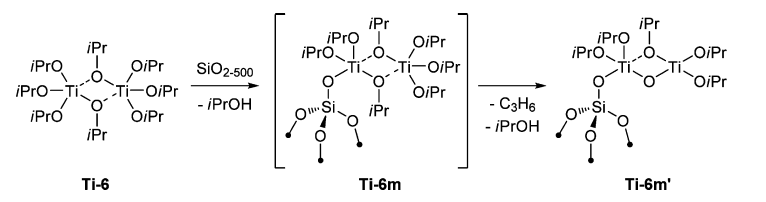 iPr
iPrO OiPr
O
iPrO Ti Ti OiPr
O
iPrO OiPr
iPr
Ti-6
SiO2-500
- iPrOH
iPr
iPrO OiPr
iPrO O
Ti Ti OiPr
O O
OiPr
iPr
Si
O O
O
Ti-6m
- C3H6
- iPrOH
iPr
iPrO
iPrO O OiPr
Ti Ti
O O OiPr
Si
O O
O
Ti-6m'